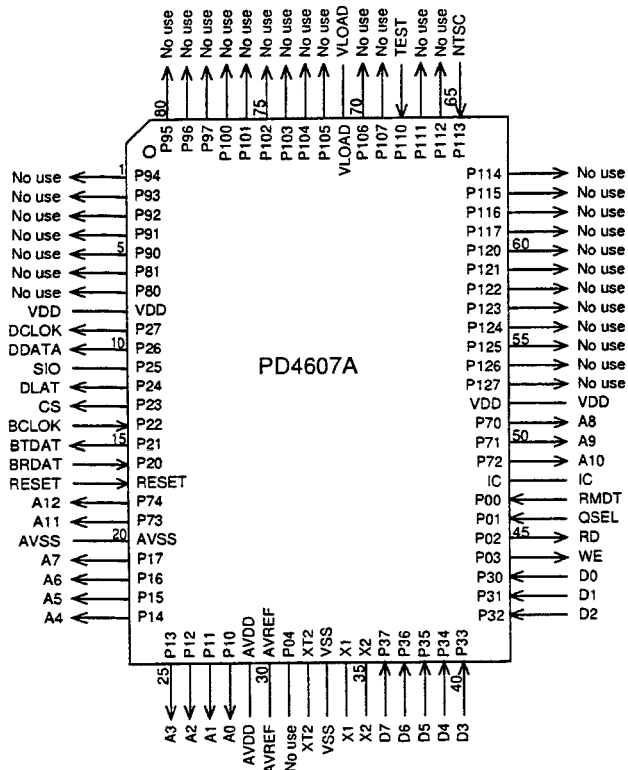 No use No use No use No use No use No use No use No use No use VLOAD No use No use TEST No use No use NTSC
80 75 70 65
P95 P96 P97 P100 P101 P102 P103 P104 P105 VLOAD P106 P107 P110 P111 P112 P113
No use 1 P94
No use P93
No use P92
No use P91
No use 5 P90
No use P81
No use P80
VDD VDD
DCLOK P27
DDATA 10 P26
SIO P25
DLAT P24
CS P23
BCLOK P22
BTDAT 15 P21
BRDAT P20
RESET RESET
A12 P74
A11 P73
AVSS 20 AVSS
A7 P17
A6 P16
A5 P15
A4 P14
PD4607A
P114 No use
P115 No use
P116 No use
P117 No use
P120 60 No use
P121 No use
P122 No use
P123 No use
P124 No use
P125 55 No use
P126 No use
P127 No use
VDD VDD
P70 A8
P71 50 A9
P72 A10
IC IC
P00 RMDT
P01 QSEL
P02 45 RD
P03 WE
P30 D0
P31 D1
P32 D2
P13 P12 P11 P10 AVDD AVREF P04 XT2 VSS X1 X2 P37 P36 P35 P34 P33
25 30 35 40
A3 A2 A1 A0 AVDD AVREF No use XT2 VSS X1 X2 D7 D6 D5 D4 D3